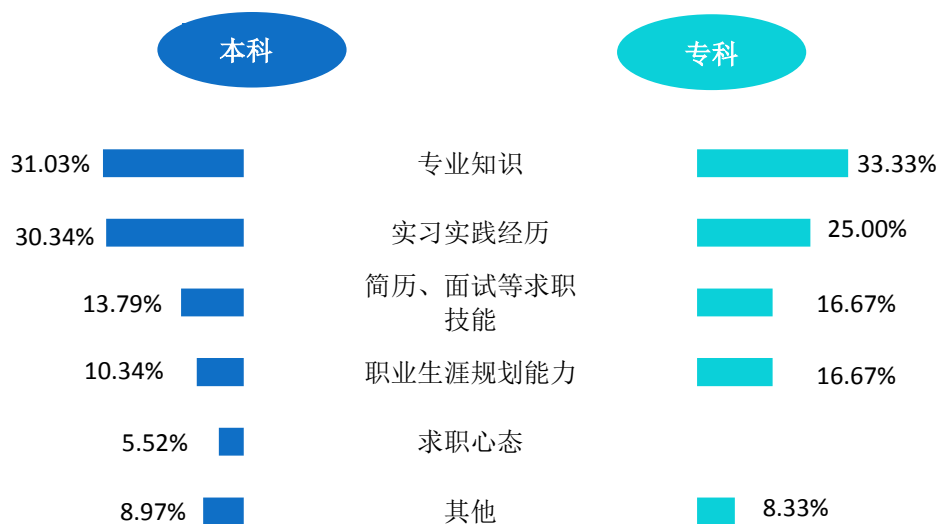 本科 专科
31.03% 专业知识 33.33%
30.34% 实习实践经历 25.00%
简历、面试等求职
13.79% 技能 16.67%
10.34% 职业生涯规划能力 16.67%
5.52% 求职心态
8.97% 其他 8.33%